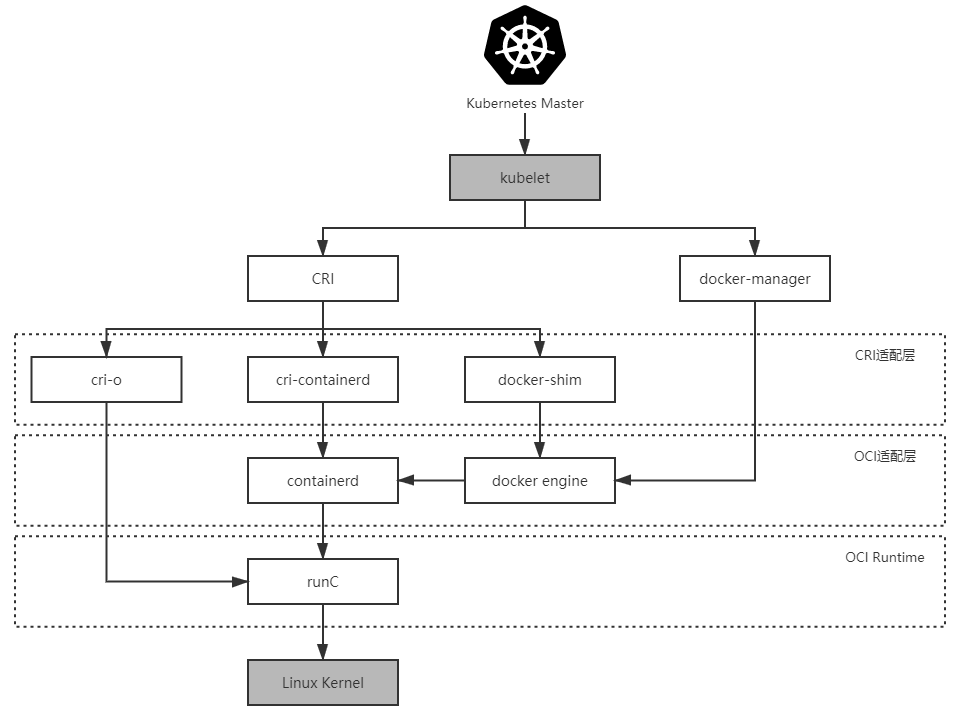 Kubernetes Master
kubelet
CRI
docker-manager
CRI适配层
cri-o
cri-containerd
docker-shim
OCI适配层
containerd
docker engine
OCI Runtime
runC
Linux Kernel